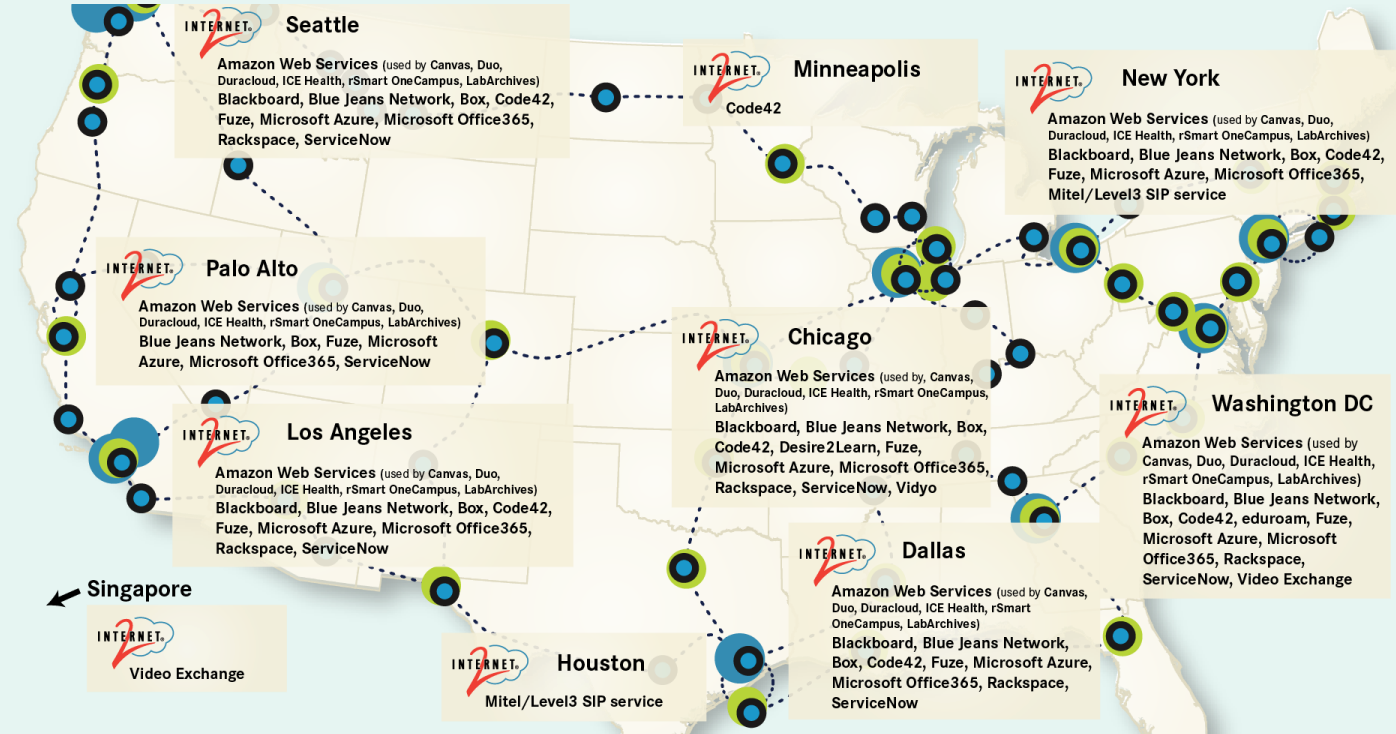 INTERNET2®
Seattle
Amazon Web Services (used by Canvas, Duo,
Duracloud, ICE Health, rSmart OneCampus, LabArchives)
Blackboard, Blue Jeans Network, Box, Code42,
Fuze, Microsoft Azure, Microsoft Office365,
Rackspace, ServiceNow
INTERNET2®
Minneapolis
Code42
INTERNET2®
New York
Amazon Web Services (used by Canvas, Duo,
Duracloud, ICE Health, rSmart OneCampus, LabArchives)
Blackboard, Blue Jeans Network, Box, Code42,
Fuze, Microsoft Azure, Microsoft Office365,
Mitel/Level3 SIP service
INTERNET2®
Palo Alto
Amazon Web Services (used by Canvas, Duo,
Duracloud, ICE Health, rSmart OneCampus, LabArchives)
Blue Jeans Network, Box, Fuze, Microsoft
Azure, Microsoft Office365, ServiceNow
INTERNET2®
Chicago
Amazon Web Services (used by, Canvas,
Duo, Duracloud, ICE Health, rSmart OneCampus,
LabArchives)
Blackboard, Blue Jeans Network, Box,
Code42, Desire2Learn, Fuze,
Microsoft Azure, Microsoft Office365,
Rackspace, ServiceNow, Vidyo
INTERNET2®
Washington DC
Amazon Web Services (used by
Canvas, Duo, Duracloud, ICE Health,
rSmart OneCampus, LabArchives)
Blackboard, Blue Jeans Network,
Box, Code42, eduroam, Fuze,
Microsoft Azure, Microsoft
Office365, Rackspace,
ServiceNow, Video Exchange
INTERNET2®
Los Angeles
Amazon Web Services (used by Canvas, Duo,
Duracloud, ICE Health, rSmart OneCampus, LabArchives)
Blackboard, Blue Jeans Network, Box, Code42,
Fuze, Microsoft Azure, Microsoft Office365,
Rackspace, ServiceNow
INTERNET2®
Dallas
Amazon Web Services (used by Canvas,
Duo, Duracloud, ICE Health, rSmart
OneCampus, LabArchives)
Blackboard, Blue Jeans Network,
Box, Code42, Fuze, Microsoft Azure,
Microsoft Office365, Rackspace,
ServiceNow
Singapore
INTERNET2®
Video Exchange
INTERNET2®
Houston
Mitel/Level3 SIP service